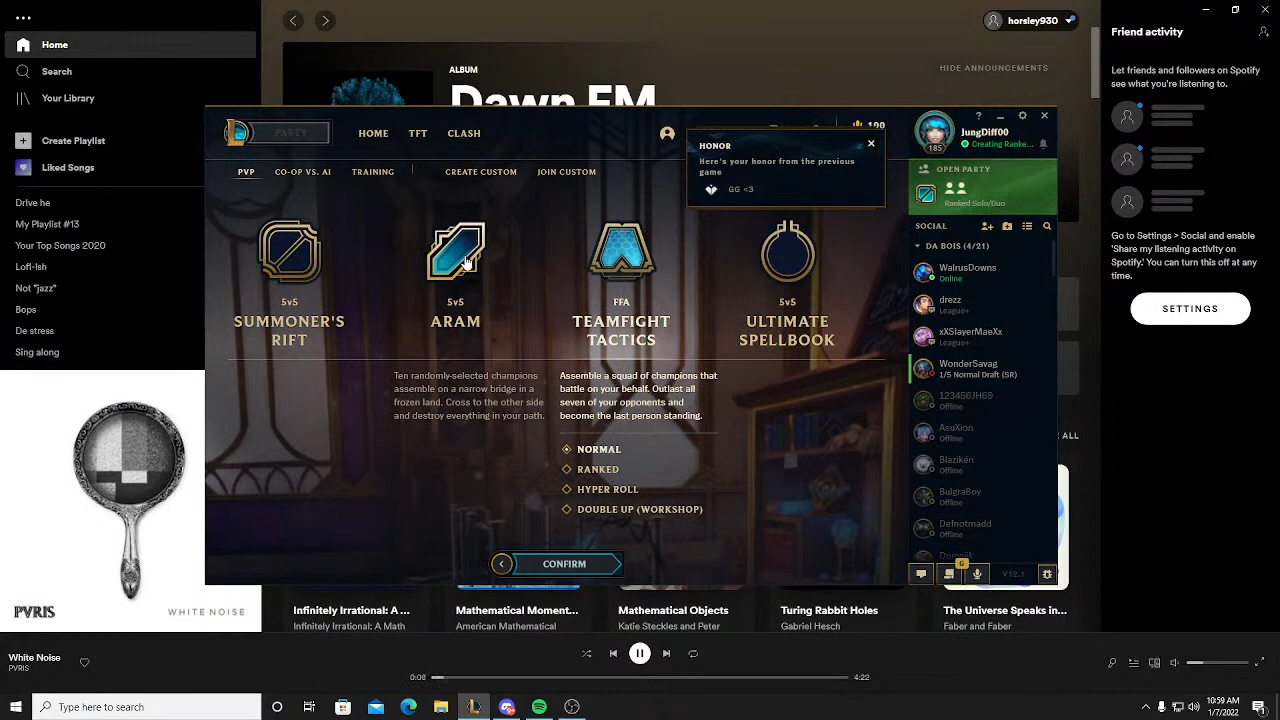 Home
Search
Your Library
Create Playlist
Liked Songs
Drive he
My Playlist #13
Your Top Songs 2020
Lofi-Ish
Not "jazz"
Bops
De stress
Sing along
PVRIS
WHITE NOISE
horsley930
ALBUM
HIDE ANNOUNCEMENTS
Dawn FM
PARTY
HOME
TFT
CLASH
PVP
CO-OP VS. AI
TRAINING
CREATE CUSTOM
JOIN CUSTOM
HONOR
Here's your honor from the previous
game
GG <3
5v5
SUMMONER'S
RIFT
5v5
ARAM
Ten randomly-selected champions
assemble on a narrow bridge in a
frozen land. Cross to the other side
and destroy everything in your path.
FFA
TEAMFIGHT
TACTICS
Assemble a squad of champions that
battle on your behalf. Outlast all
seven of your opponents and
become the last person standing.
NORMAL
RANKED
HYPER ROLL
DOUBLE UP (WORKSHOP)
5v5
ULTIMATE
SPELLBOOK
CONFIRM
185
JungDiff00
Creating Ranke...
OPEN PARTY
Ranked Solo/Duo
SOCIAL
DA BOIS (4/21)
WalrusDowns
Online
drezz
League+
xXSlayerMaeXx
League+
WonderSavag
1/5 Normal Draft (SR)
123456JH69
Offline
AsuXion
Offline
Blazikén
Offline
BulgraBoy
Offline
Defnotmadd
Offline
6
V12.1
Friend activity
Let friends and followers on Spotify
see what you're listening to.
Go to Settings > Social and enable
'Share my listening activity on
Spotify.' You can turn this off at any
time.
SETTINGS
E ALL
Infinitely Irrational: A ...
Infinitely Irrational: A Math
Mathematical Moment...
American Mathematical
Mathematical Objects
Katie Steckles and Peter
Turing Rabbit Holes
Gabriel Hesch
The Universe Speaks in...
Faber and Faber
White Noise
PVRIS
0:08
4:22
Type here to search
10:59 AM
1/7/2022